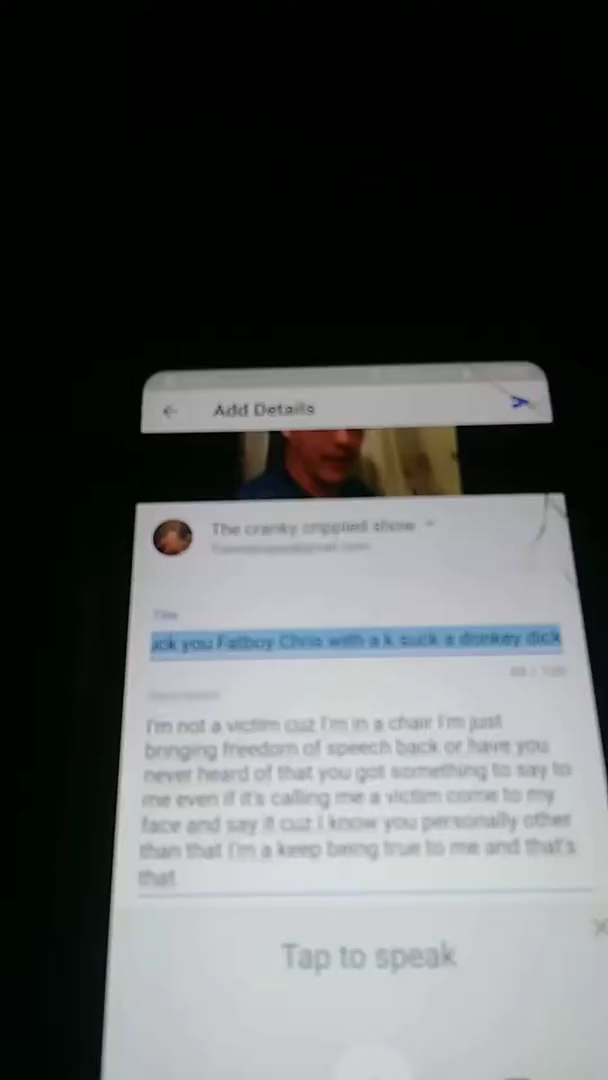 Add Details
The cranky crippled show
Title
uck you Fatboy Chris with a k suck a donkey dick
I'm not a victim cuz I'm in a chair I'm just
bringing freedom of speech back or have you
never heard of that you got something to say to
me even if it's calling me a victim come to my
face and say it cuz I know you personally other
than that I'm a keep being true to me and that's
that
Tap to speak